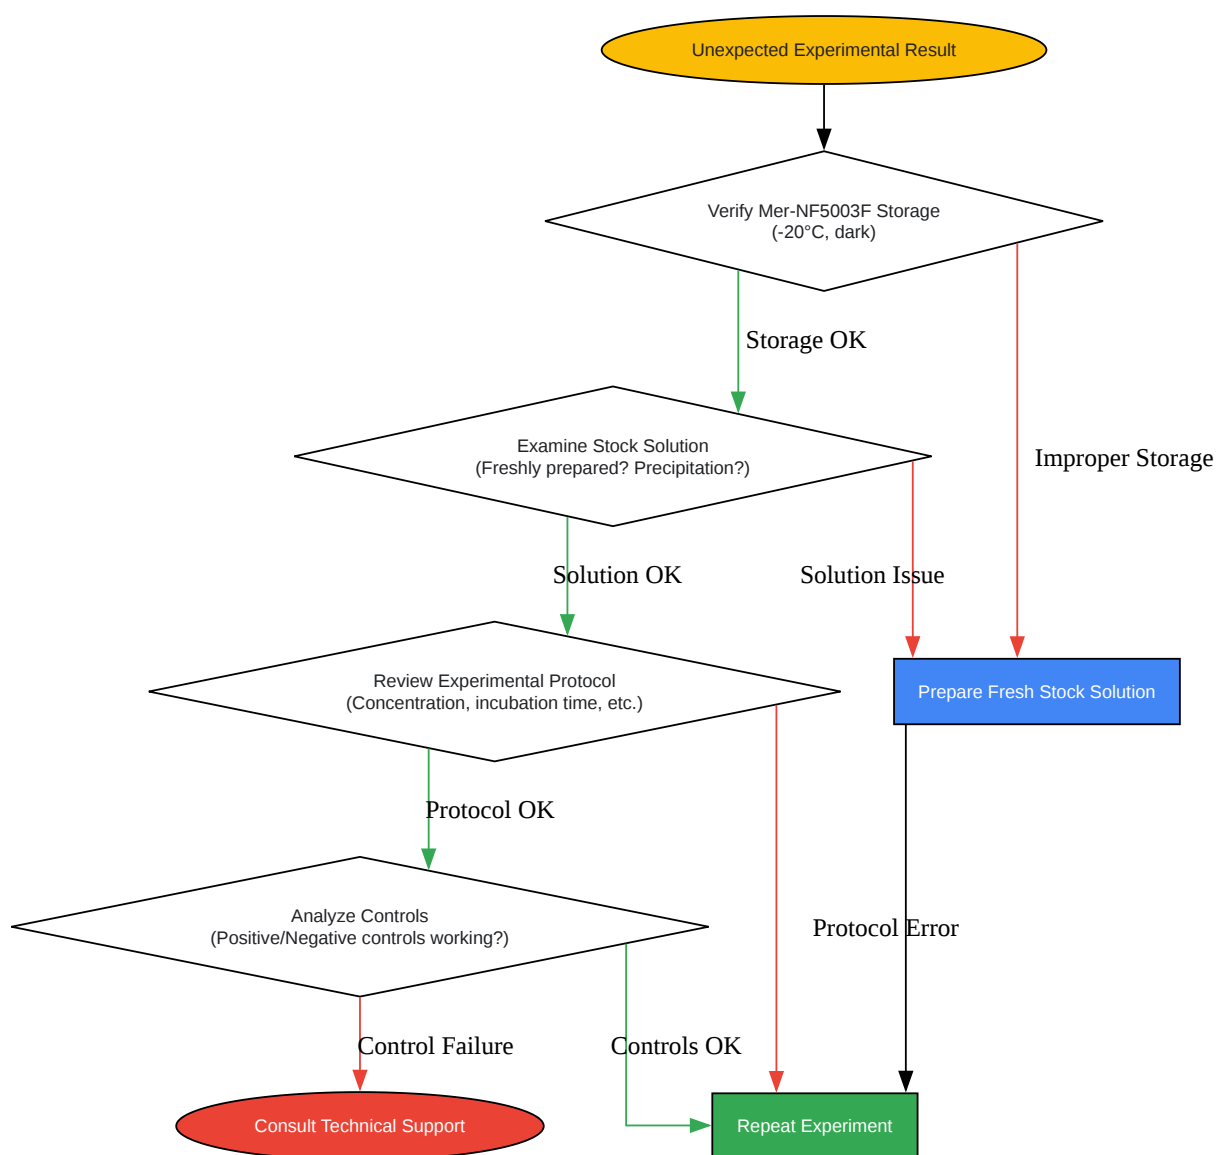 Unexpected Experimental Result
Verify Mer-NF5003F Storage
(-20°C, dark)
Storage OK
Examine Stock Solution
(Freshly prepared? Precipitation?)
Improper Storage
Solution OK
Solution Issue
Review Experimental Protocol
(Concentration, incubation time, etc.)
Prepare Fresh Stock Solution
Protocol OK
Analyze Controls
(Positive/Negative controls working?)
Protocol Error
Control Failure
Controls OK
Consult Technical Support
Repeat Experiment